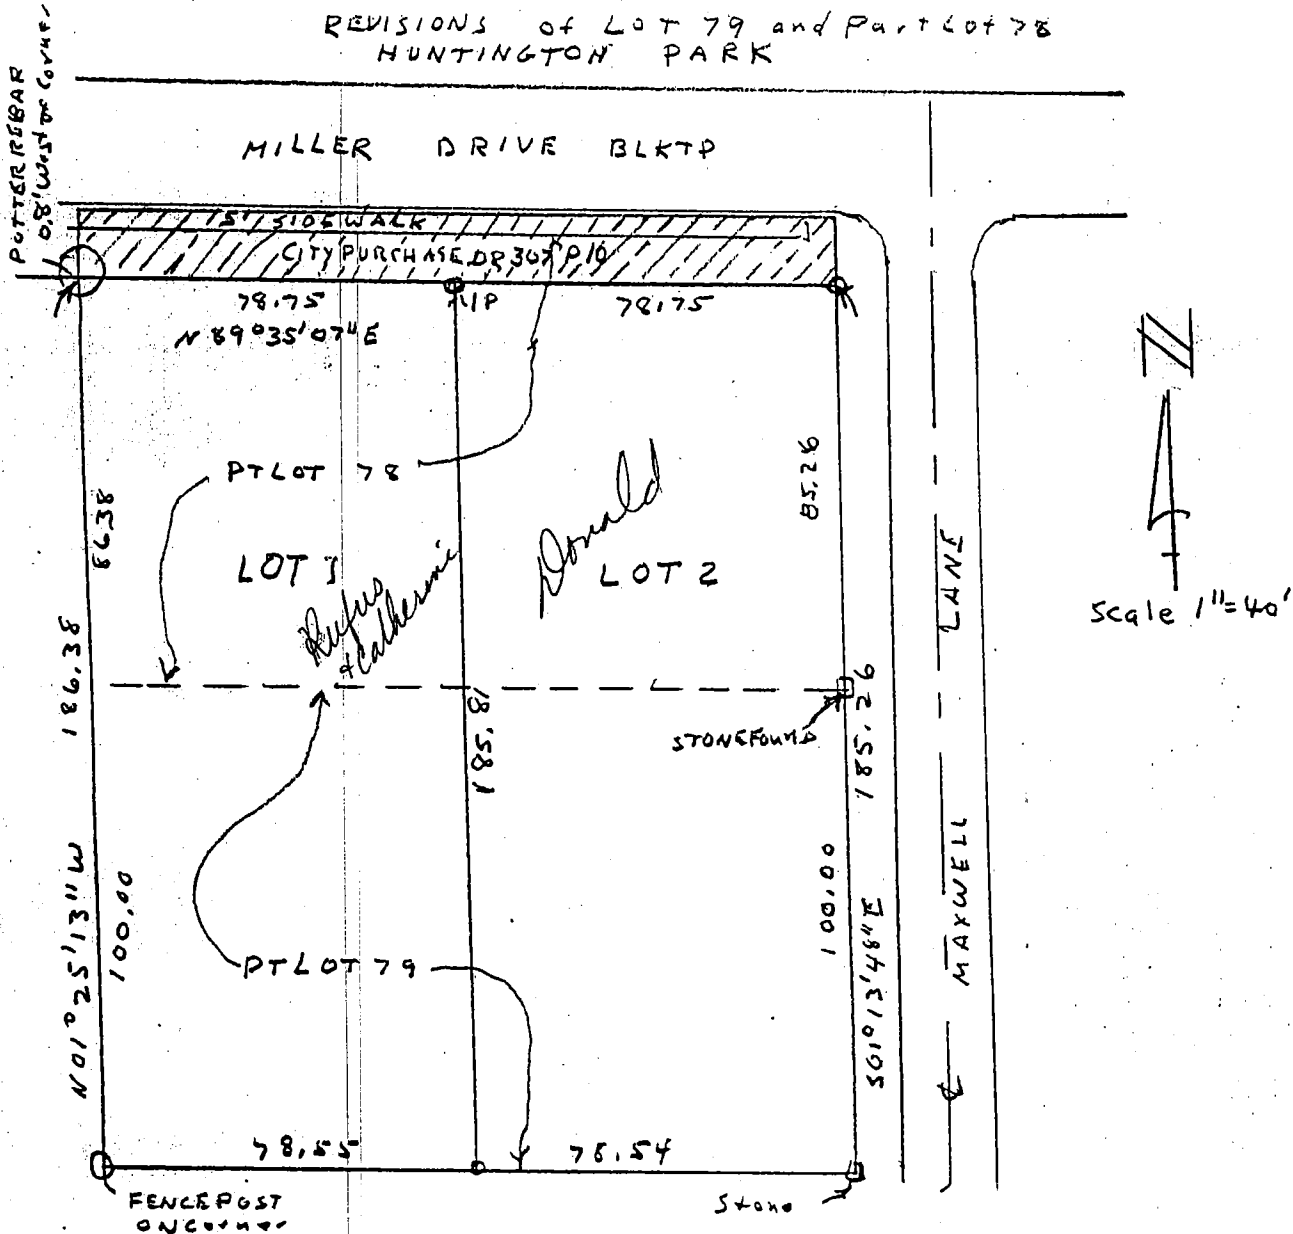 REVISIONS of LOT 79 and Part Lot 78
HUNTINGTON PARK
POTTER REBAR
0.8' West of Corner
MILLER DRIVE BLKTP
5' SIDEWALK
CITY PURCHASE DR 307 P10
78.75
IP
78.75
N 89°35'07"E
PT LOT 78
86.38
85.26
LOT 1
Rufus
& Catherine
Donald
LOT 2
LANE
Scale 1"=40'
186.38
185.81
STONE FOUND
185.26
N01°25'13"W
100.00
100.00
S01°13'48"E
MAXWELL
PT LOT 79
78.55
78.54
FENCE POST
ON Corner
Stone
N